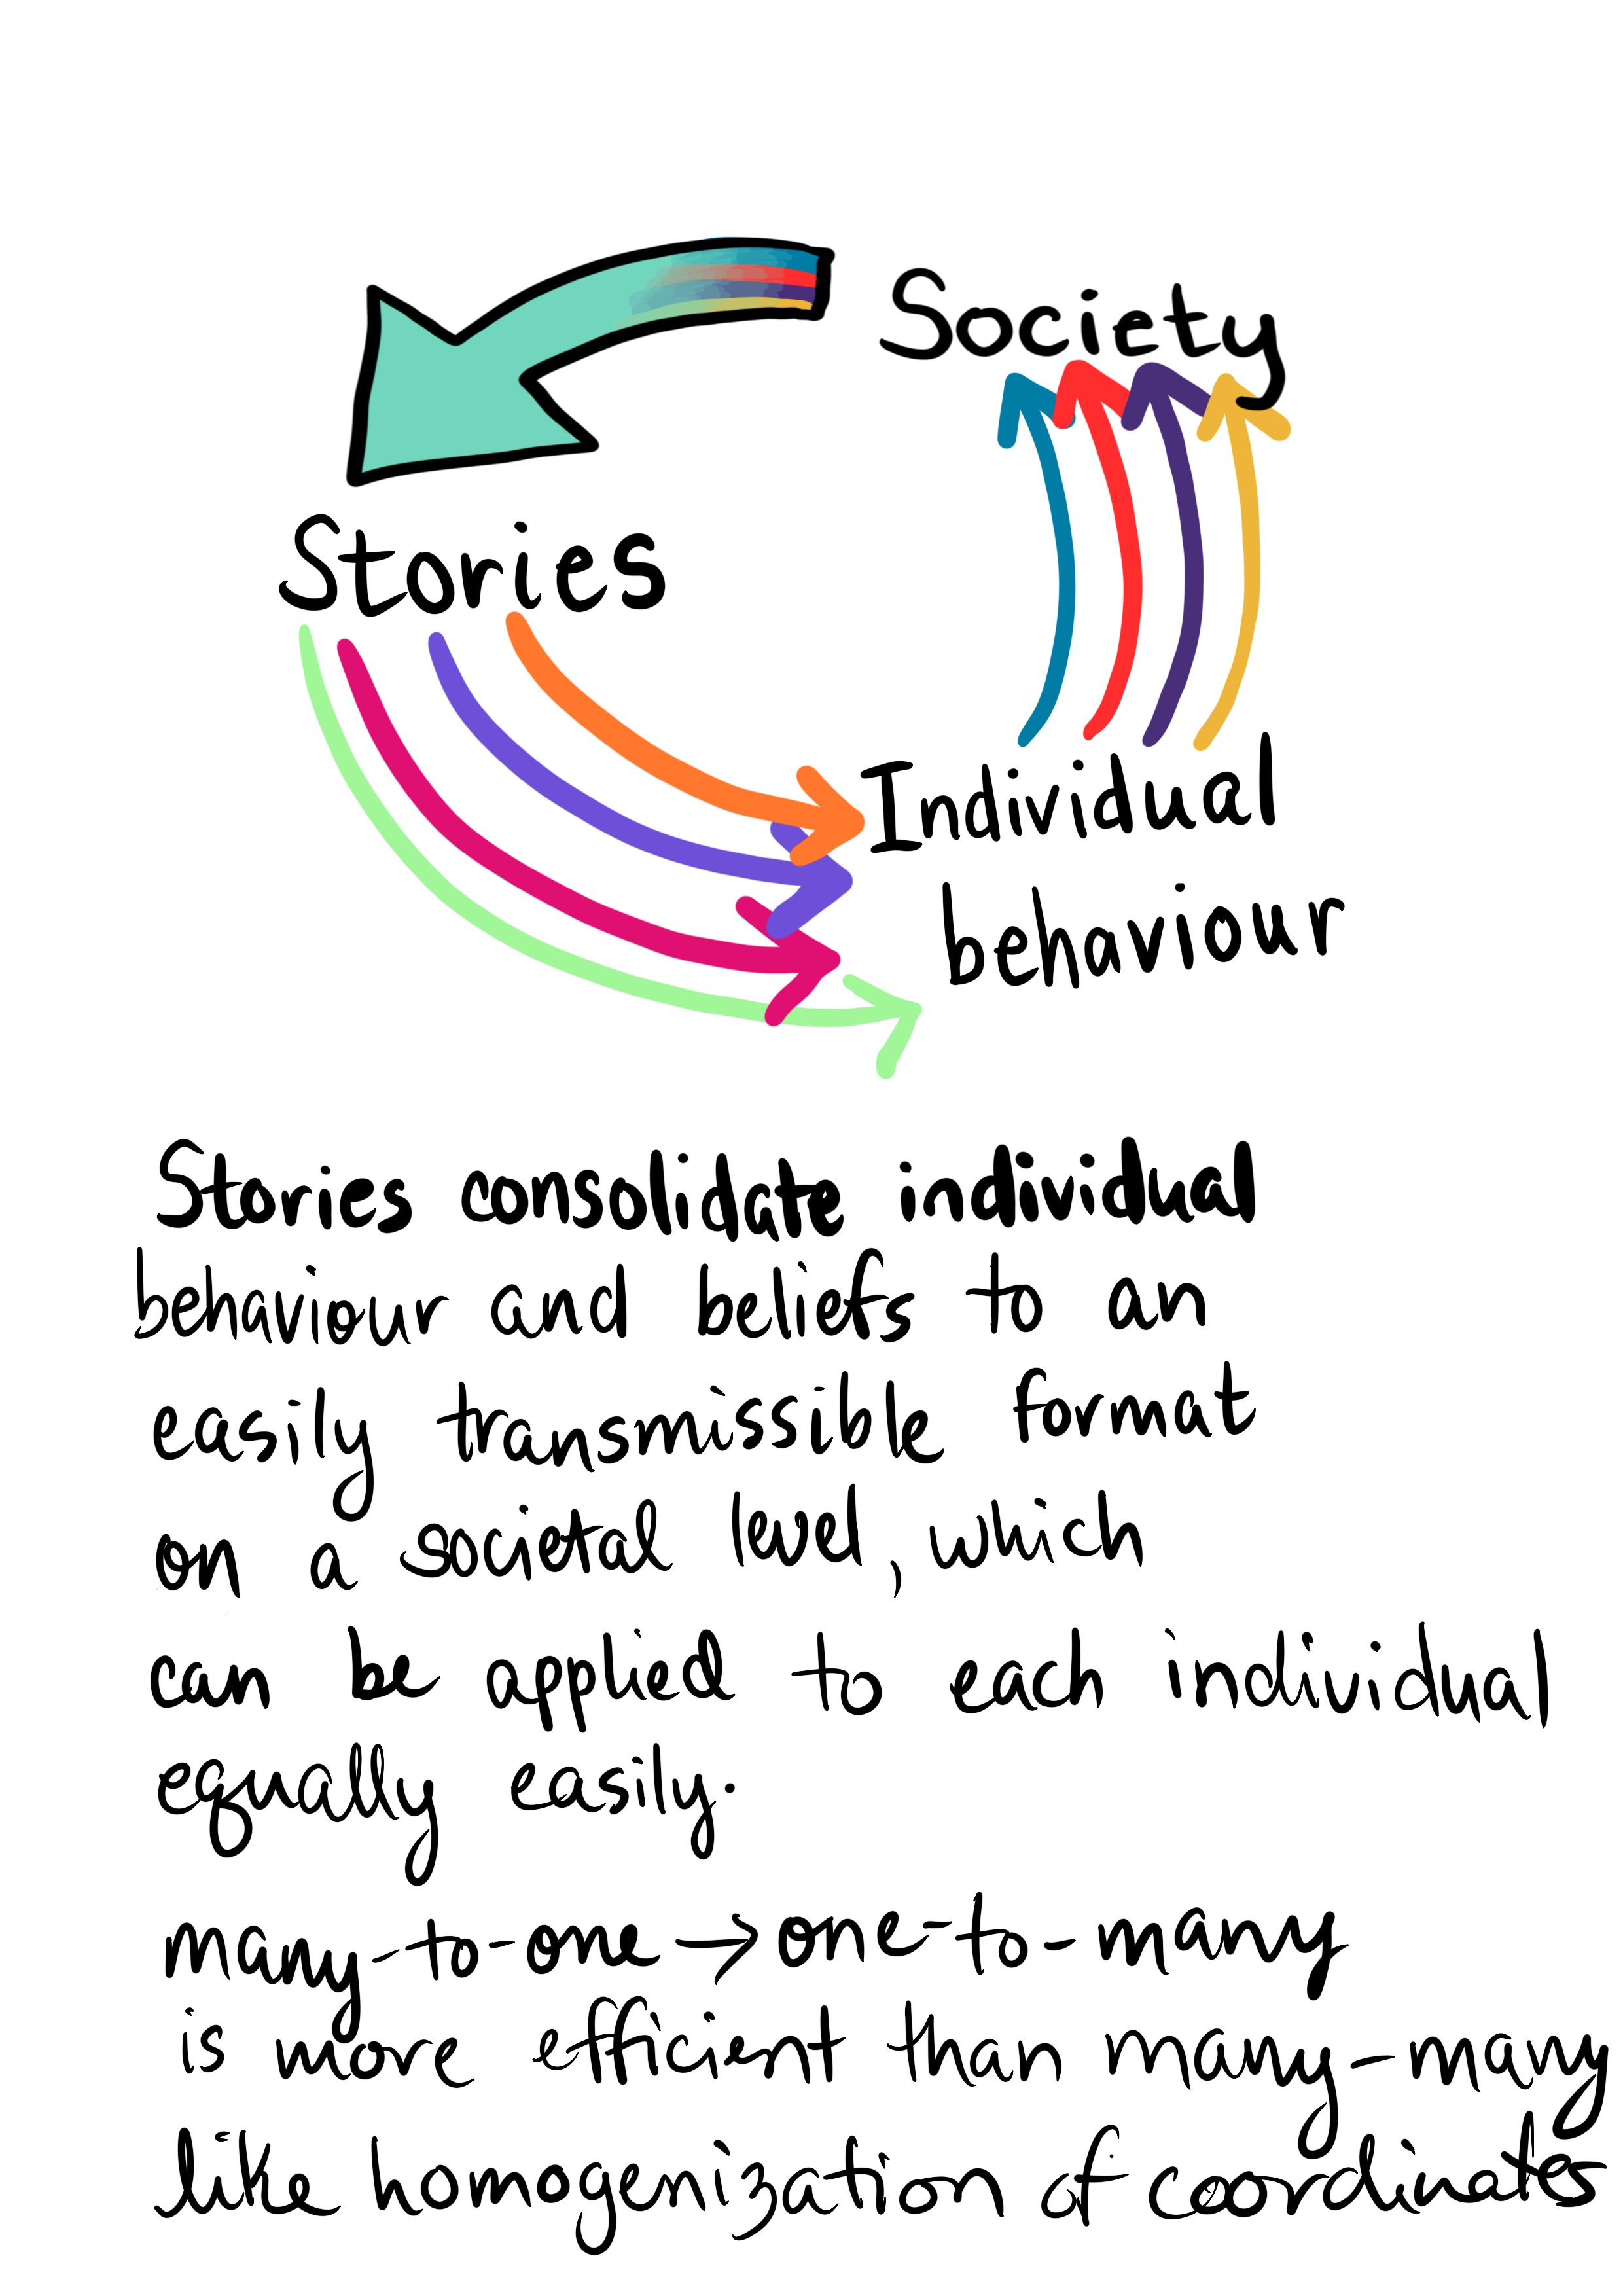 Society
Stories
Individual
behaviour
Stories consolidate individual
behaviour and beliefs to an
easily transmissible format
on a societal level, which
can be applied to each individual
equally easily.
many-to-one→one-to-many
is more efficient than many-many
like homogenization of coordinates